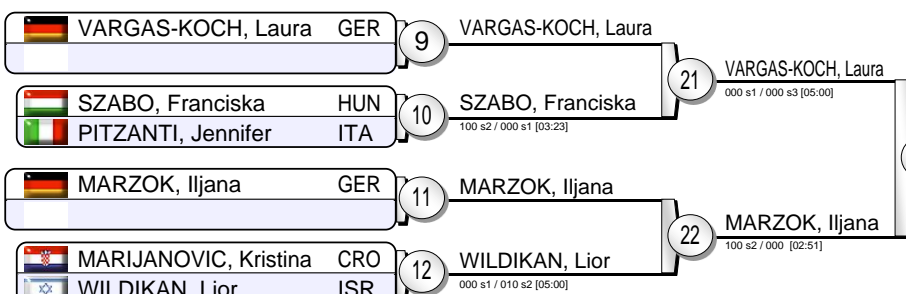 VARGAS-KOCH, Laura GER
9
VARGAS-KOCH, Laura
21
VARGAS-KOCH, Laura
000 s1 / 000 s3 [05:00]
SZABO, Franciska HUN
PITZANTI, Jennifer ITA
10
SZABO, Franciska
100 s2 / 000 s1 [03:23]
MARZOK, Iljana GER
11
MARZOK, Iljana
22
MARZOK, Iljana
100 s2 / 000 [02:51]
MARIJANOVIC, Kristina CRO
WILDIKAN, Lior ISR
12
WILDIKAN, Lior
000 s1 / 010 s2 [05:00]